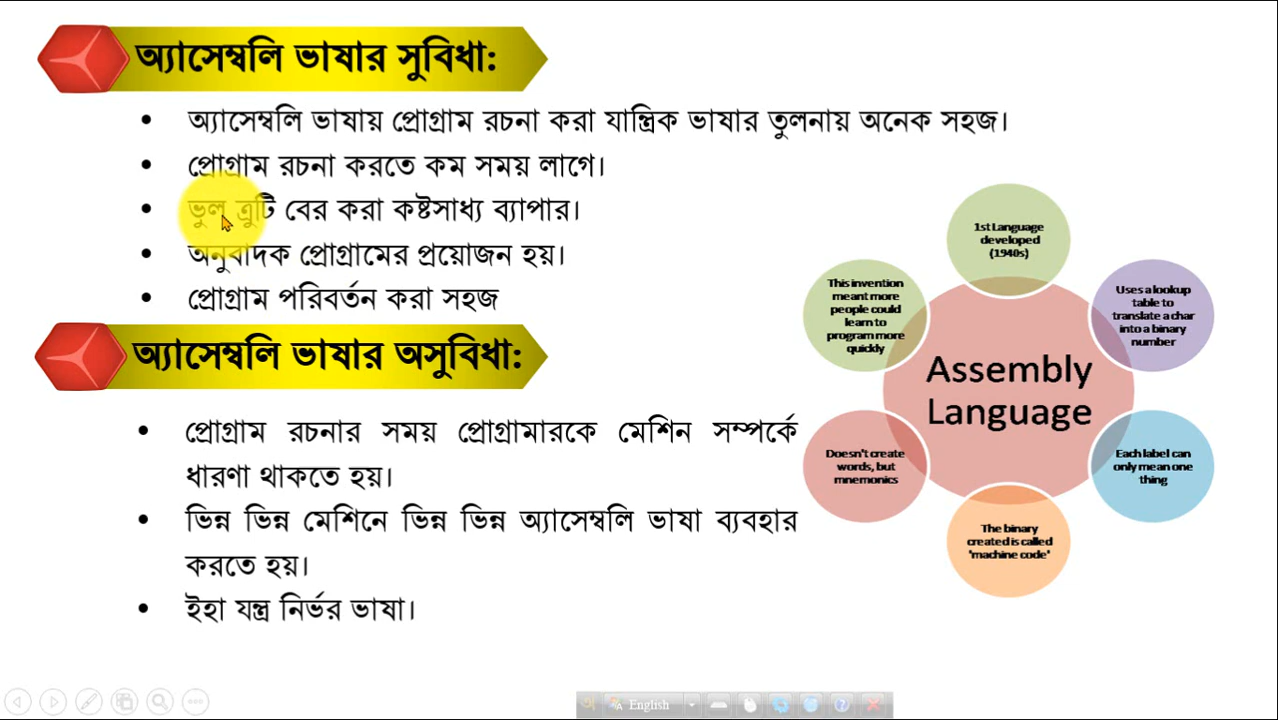 অ্যাসেম্বলি ভাষার সুবিধা:
• অ্যাসেম্বলি ভাষায় প্রোগ্রাম রচনা করা যান্ত্রিক ভাষার তুলনায় অনেক সহজ।
• প্রোগ্রাম রচনা করতে কম সময় লাগে।
• ভুল ত্রুটি বের করা কষ্টসাধ্য ব্যাপার।
• অনুবাদক প্রোগ্রামের প্রয়োজন হয়।
• প্রোগ্রাম পরিবর্তন করা সহজ
অ্যাসেম্বলি ভাষার অসুবিধা:
• প্রোগ্রাম রচনার সময় প্রোগ্রামারকে মেশিন সম্পর্কে
ধারণা থাকতে হয়।
• ভিন্ন ভিন্ন মেশিনে ভিন্ন ভিন্ন অ্যাসেম্বলি ভাষা ব্যবহার
করতে হয়।
• ইহা যন্ত্র নির্ভর ভাষা।
Assembly
Language
1st Language
developed
(1940s)
Uses a lookup
table to
translate a char
into a binary
number
Each label can
only mean one
thing
The binary
created is called
'machine code'
Doesn't create
words, but
mnemonics
This invention
meant more
people could
learn to
program more
quickly
English